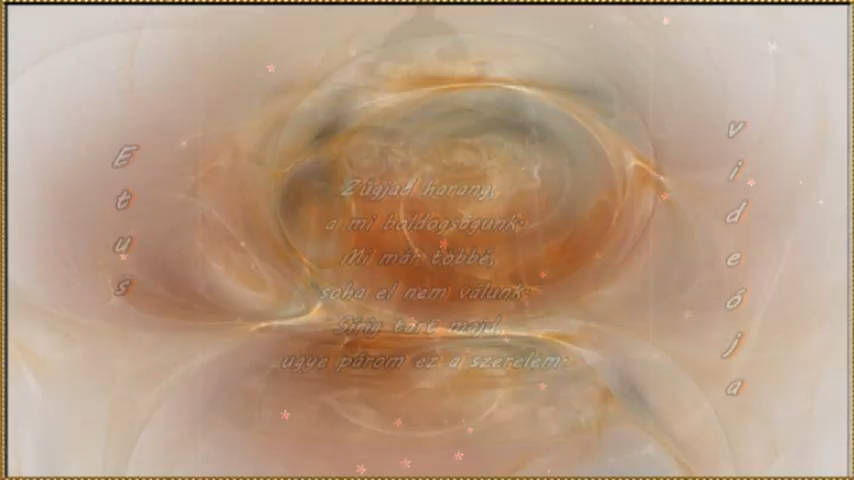 Etus
Zúgjad harang,
a mi boldogságunk.
Mi már többé,
soha el nem válunk.
Sírig tart majd,
ugye párom ez a szerelem.
videója